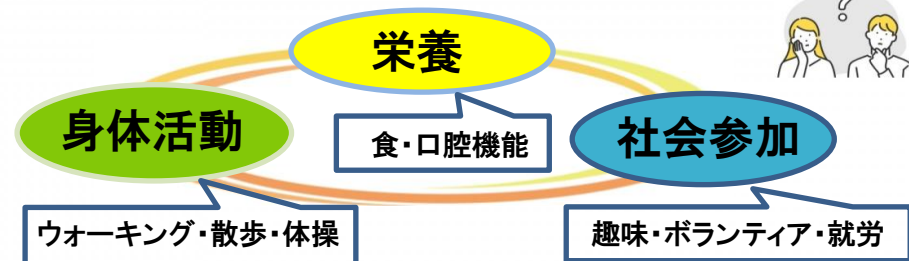 ?
栄養
身体活動
食・口腔機能
社会参加
ウォーキング・散歩・体操
趣味・ボランティア・就労